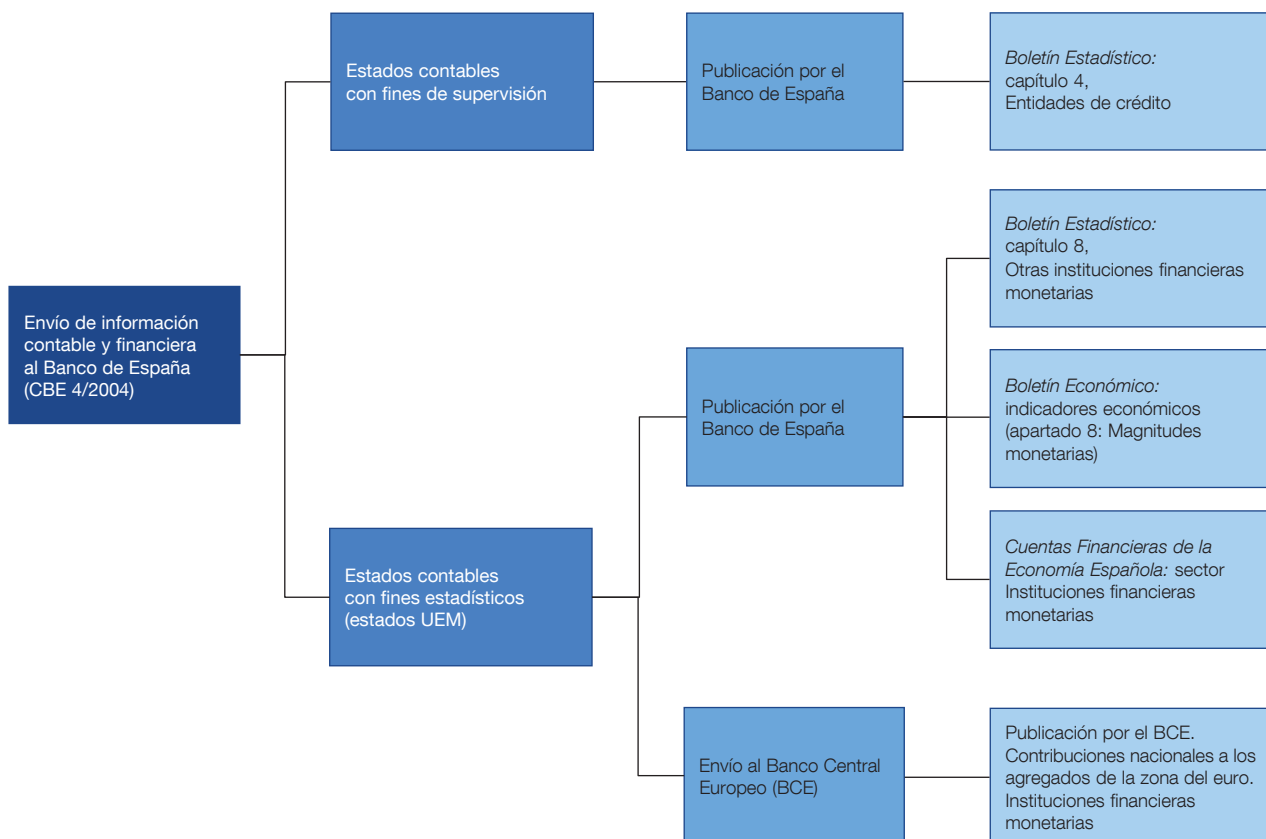 Envío de información
contable y financiera
al Banco de España
(CBE 4/2004)
Estados contables
con fines de supervisión
Publicación por el
Banco de España
Boletín Estadístico:
capítulo 4,
Entidades de crédito
Estados contables
con fines estadísticos
(estados UEM)
Publicación por el
Banco de España
Boletín Estadístico:
capítulo 8,
Otras instituciones financieras
monetarias
Boletín Económico:
indicadores económicos
(apartado 8: Magnitudes
monetarias)
Cuentas Financieras de la
Economía Española: sector
Instituciones financieras
monetarias
Envío al Banco Central
Europeo (BCE)
Publicación por el BCE.
Contribuciones nacionales a los
agregados de la zona del euro.
Instituciones financieras
monetarias